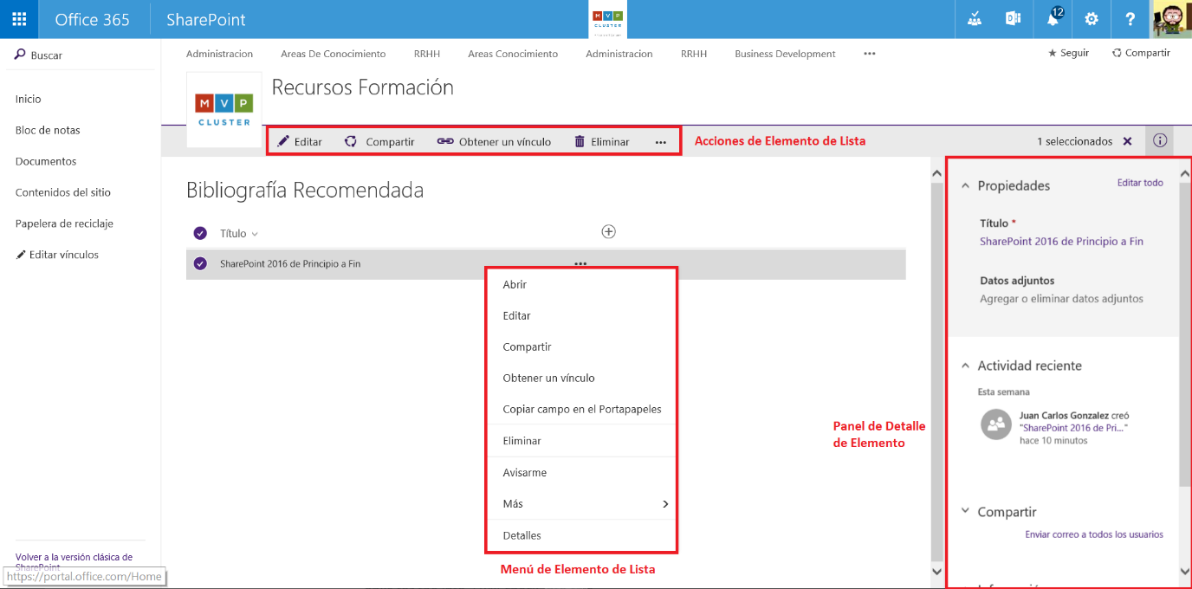 Office 365
SharePoint
MVP
CLUSTER
12
?
Buscar
Administracion
Areas De Conocimiento
RRHH
Areas Conocimiento
Administracion
RRHH
Business Development
•••
Seguir
Compartir
Inicio
Bloc de notas
Documentos
Contenidos del sitio
Papelera de reciclaje
Editar vínculos
MVP
CLUSTER
Recursos Formación
Editar
Compartir
Obtener un vínculo
Eliminar
•••
Acciones de Elemento de Lista
1 seleccionados
Bibliografía Recomendada
Título
SharePoint 2016 de Principio a Fin
•••
Abrir
Editar
Compartir
Obtener un vínculo
Copiar campo en el Portapapeles
Eliminar
Avisarme
Más
Detalles
Menú de Elemento de Lista
Panel de Detalle
de Elemento
Propiedades
Editar todo
Título *
SharePoint 2016 de Principio a Fin
Datos adjuntos
Agregar o eliminar datos adjuntos
Actividad reciente
Esta semana
Juan Carlos Gonzalez creó
"SharePoint 2016 de Pri..."
hace 10 minutos
Compartir
Enviar correo a todos los usuarios
Volver a la versión clásica de
SharePoint
https://portal.office.com/Home